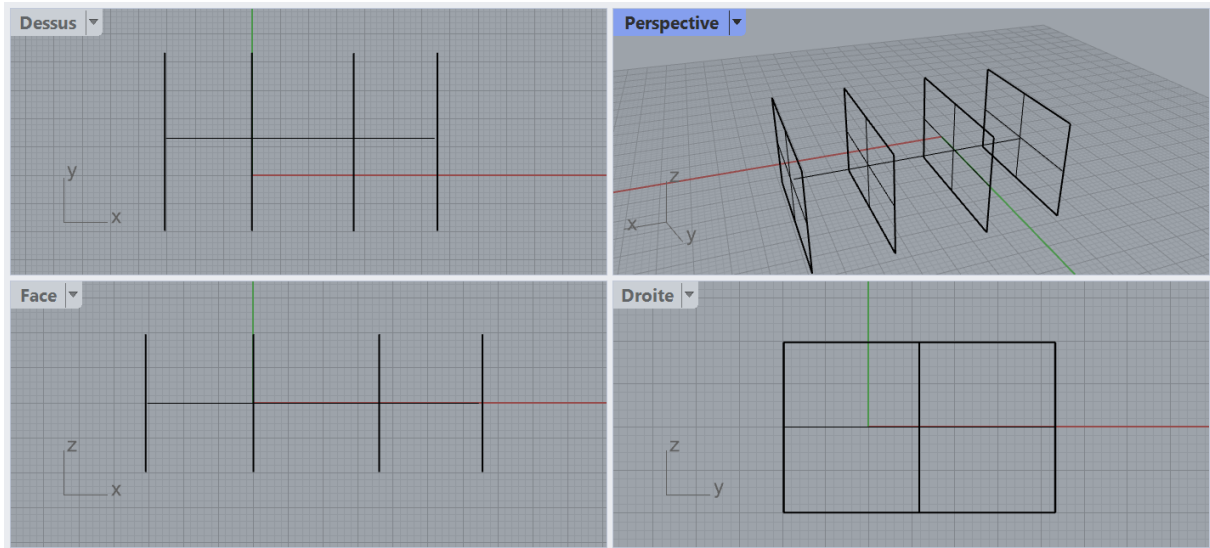 Dessus
y
x
Perspective
z
x
y
Face
z
x
Droite
z
y